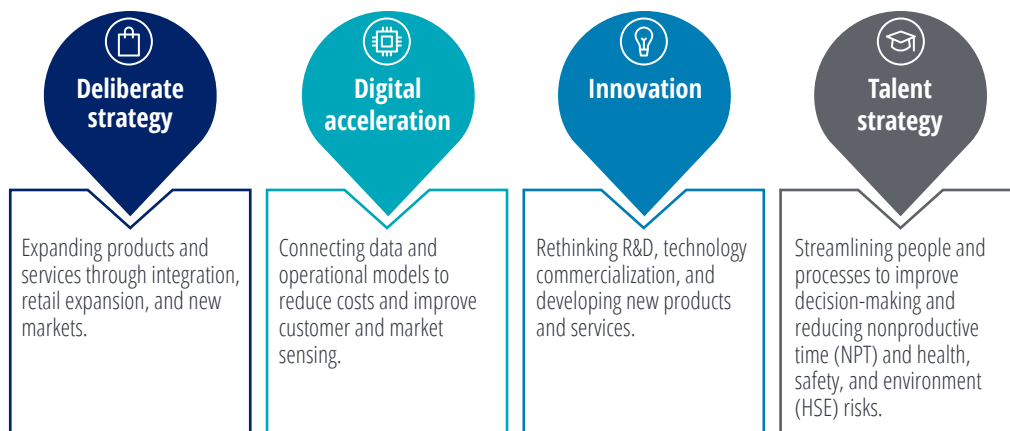 Deliberate
strategy
Expanding products and
services through integration,
retail expansion, and new
markets.
Digital
acceleration
Connecting data and
operational models to
reduce costs and improve
customer and market
sensing.
Innovation
Rethinking R&D, technology
commercialization, and
developing new products
and services.
Talent
strategy
Streamlining people and
processes to improve
decision-making and
reducing nonproductive
time (NPT) and health,
safety, and environment
(HSE) risks.